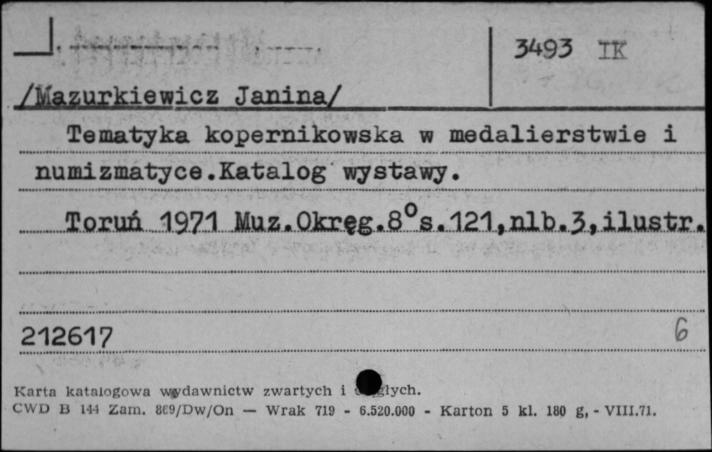 3493 IK
/Mazurkiewicz Janina/
Tematyka kopernikowska w medalierstwie i
numizmatyce.Katalog wystawy.
Toruń 1971 Muz.Okręg.8°s.121,nlb.3,ilustr.
212617 6
Karta katalogowa wydawnictw zwartych i
CWD B 144 Zam. 869/Dw/On — Wrak 719 - 6.520.000 - Karton 5 kl. 180 g, - VIII.71.